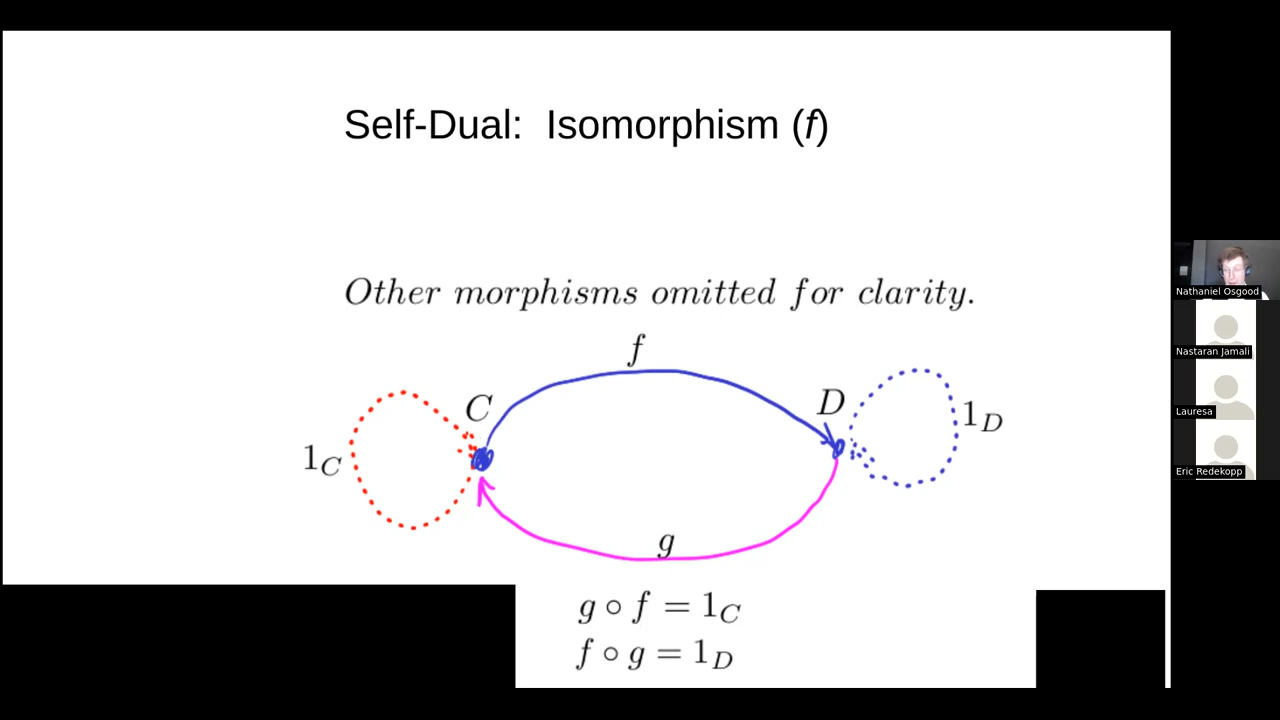 Self-Dual: Isomorphism (f)
Other morphisms omitted for clarity.
f
C
D
1_D
1_C
g
g ∘ f = 1_C
f ∘ g = 1_D
Nathaniel Osgood
Nastaran Jamali
Lauresa
Eric Redekopp